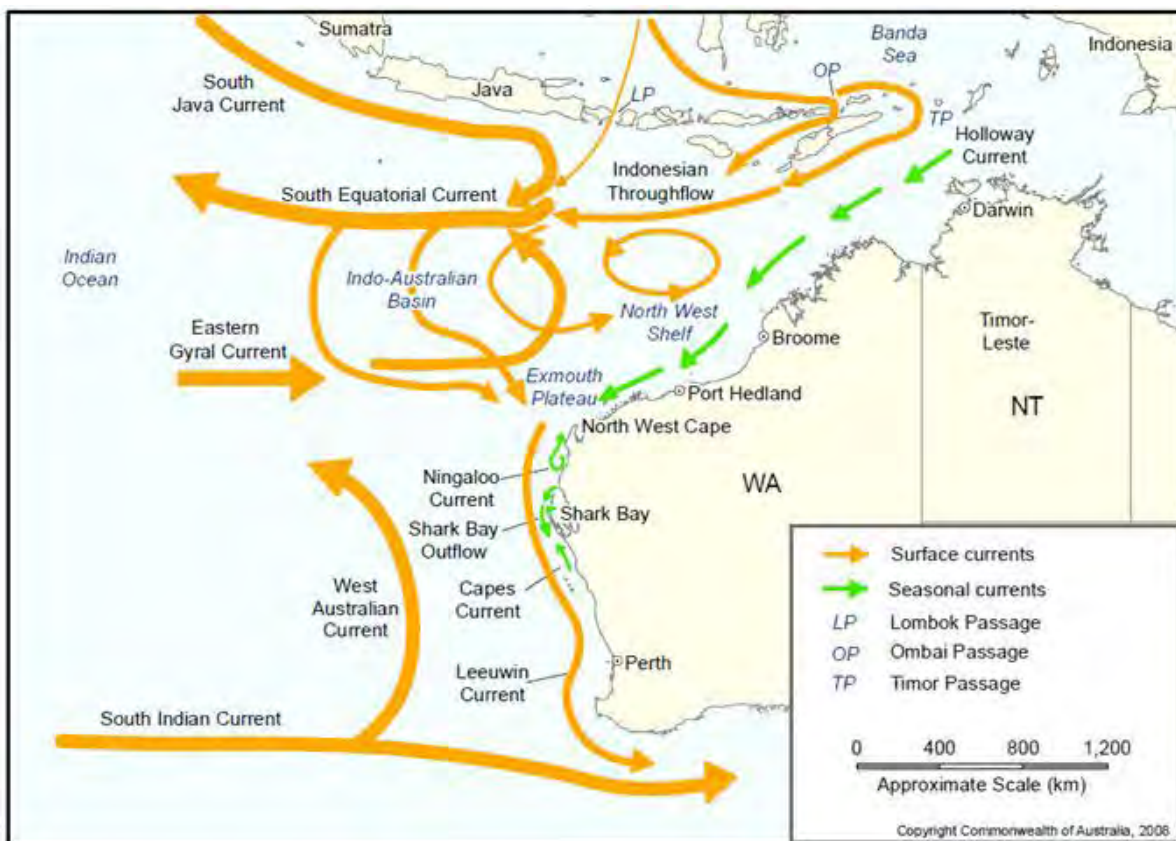 Sumatra
Banda
Sea
Indonesia
South
Java Current
Java
LP
OP
TP
Holloway
Current
Indonesian
Throughflow
South Equatorial Current
Darwin
Indian
Ocean
Indo-Australian
Basin
North West
Shelf
Timor-
Leste
Eastern
Gyral Current
Broome
Exmouth
Plateau
Port Hedland
NT
North West Cape
Ningaloo
Current
WA
Shark Bay
Shark Bay
Outflow
Capes
Current
West
Australian
Current
Leeuwin
Current
Perth
South Indian Current
Surface currents
Seasonal currents
LP Lombok Passage
OP Ombai Passage
TP Timor Passage
0 400 800 1,200
Approximate Scale (km)
Copyright Commonwealth of Australia, 2008